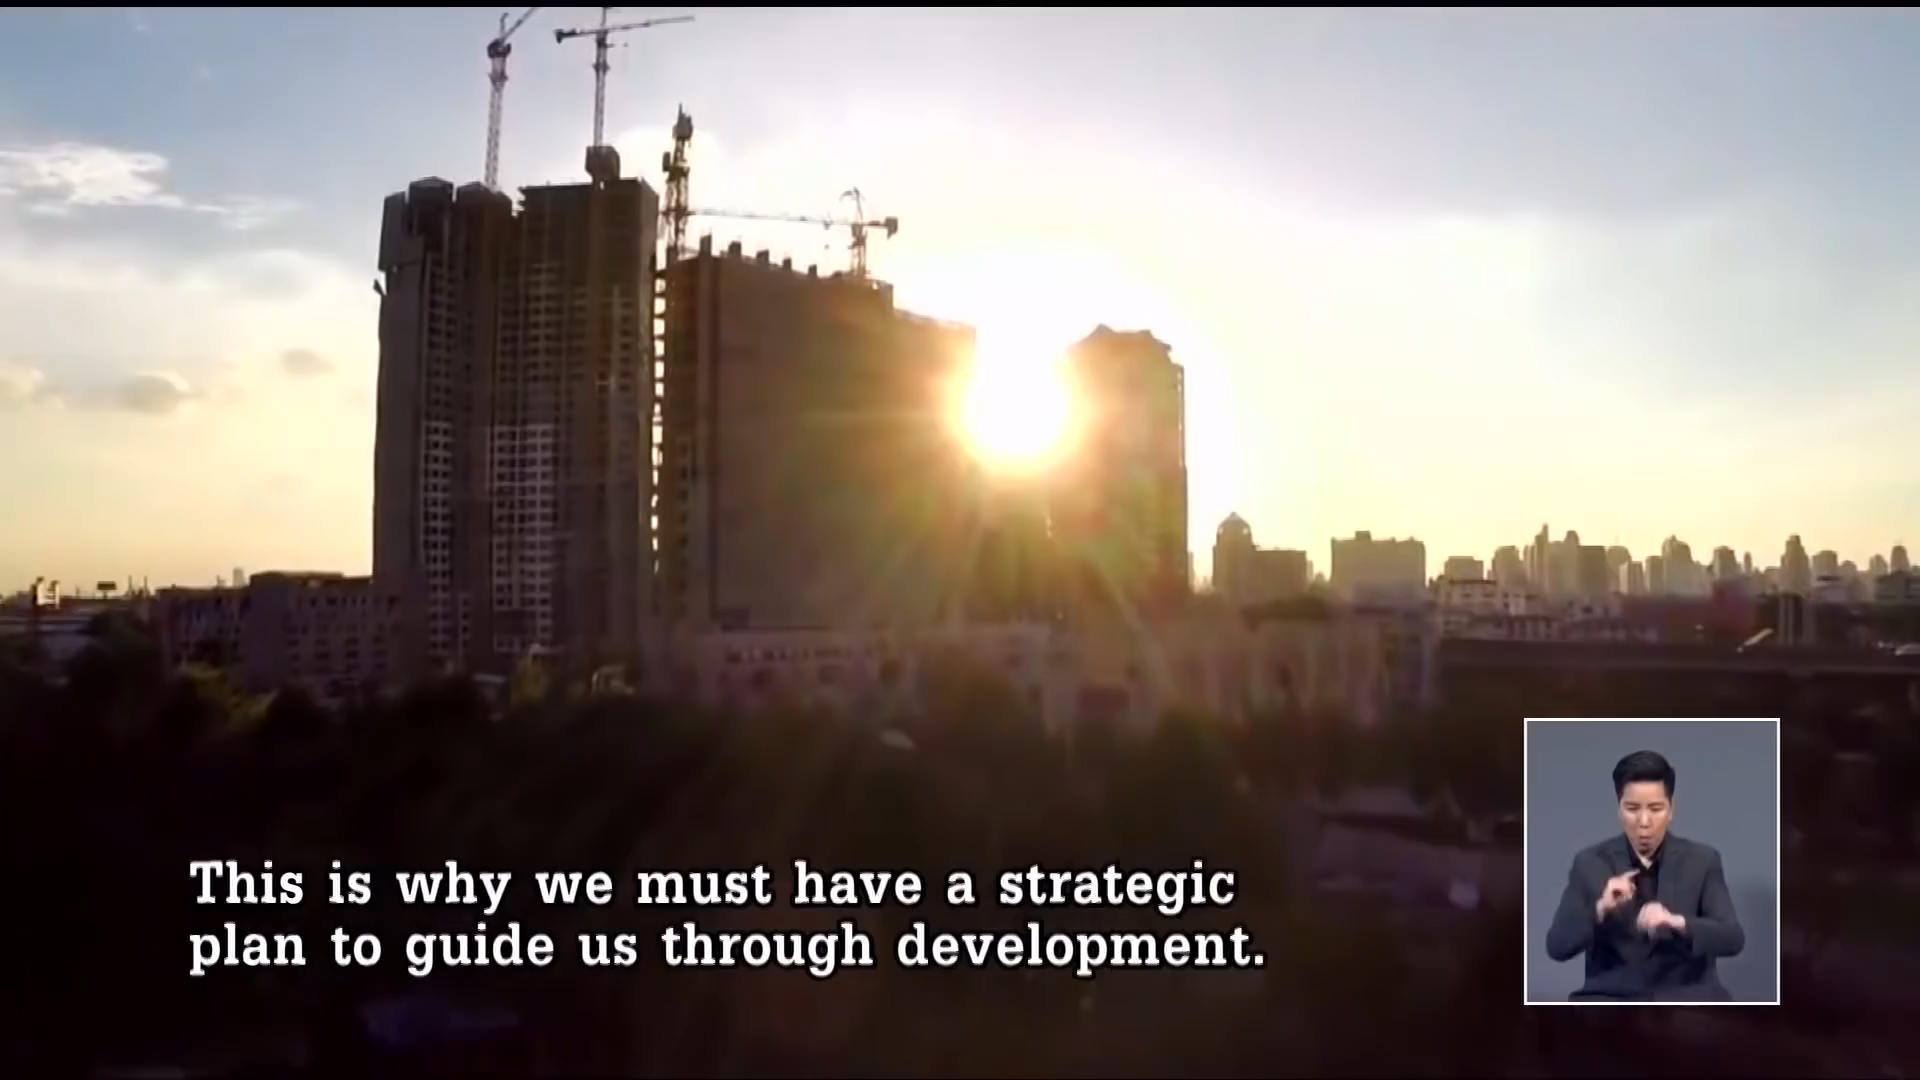 This is why we must have a strategic
plan to guide us through development.